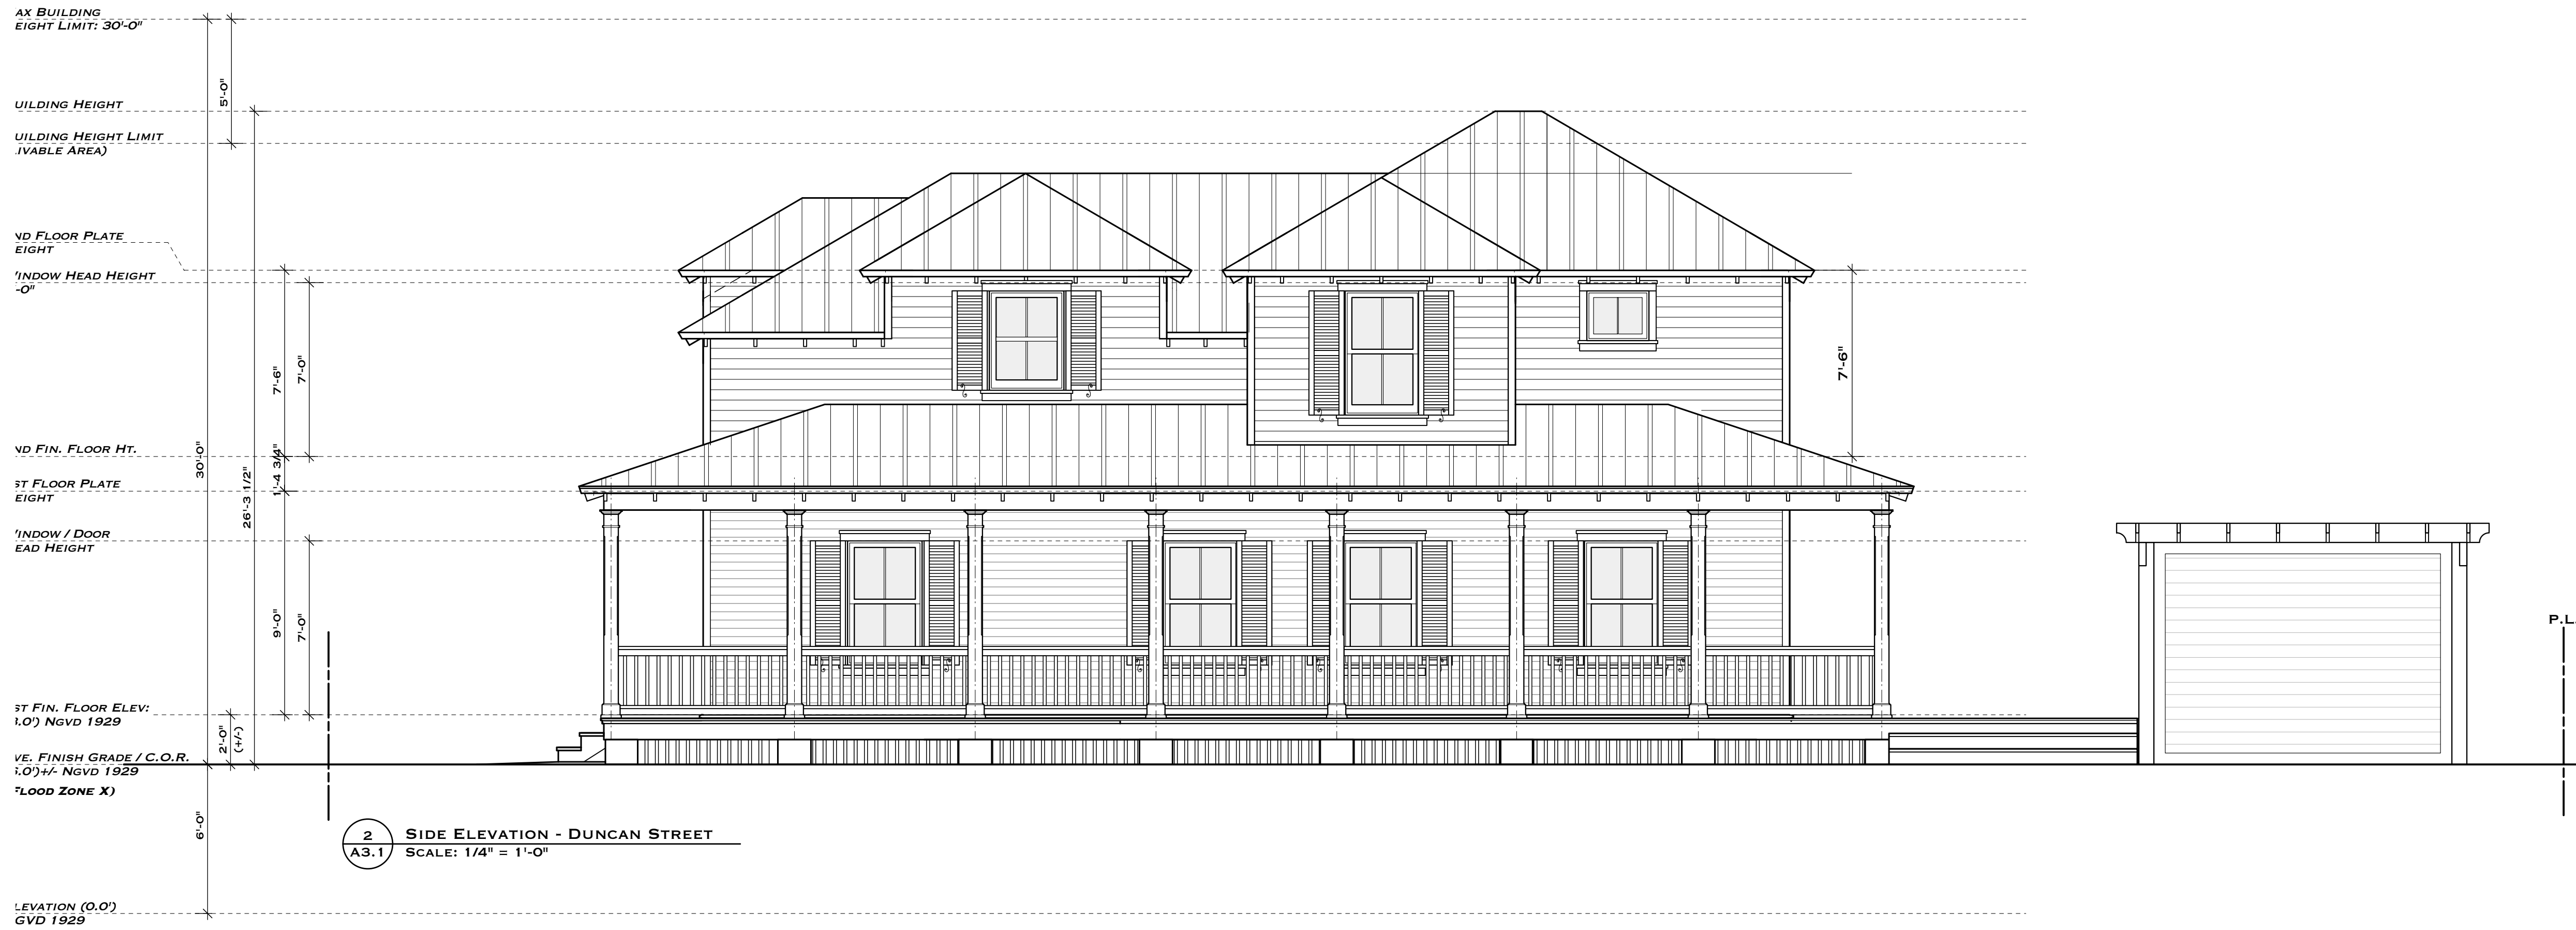 AX BUILDING
EIGHT LIMIT: 30'-0"
5'-0"
UILDING HEIGHT
UILDING HEIGHT LIMIT
IVABLE AREA)
ND FLOOR PLATE
EIGHT
INDOW HEAD HEIGHT
-0"
7'-6"
7'-0"
7'-6"
30'-0"
26'-3 1/2"
1'-4 3/4"
ND FIN. FLOOR HT.
ST FLOOR PLATE
EIGHT
INDOW / DOOR
EAD HEIGHT
9'-0"
7'-0"
P.L.
ST FIN. FLOOR ELEV:
.0') NGVD 1929
2'-0"
(+/-)
VE. FINISH GRADE / C.O.R.
.0')+/- NGVD 1929
FLOOD ZONE X)
6'-0"
2
A3.1
SIDE ELEVATION - DUNCAN STREET
SCALE: 1/4" = 1'-0"
LEVATION (0.0')
GVD 1929